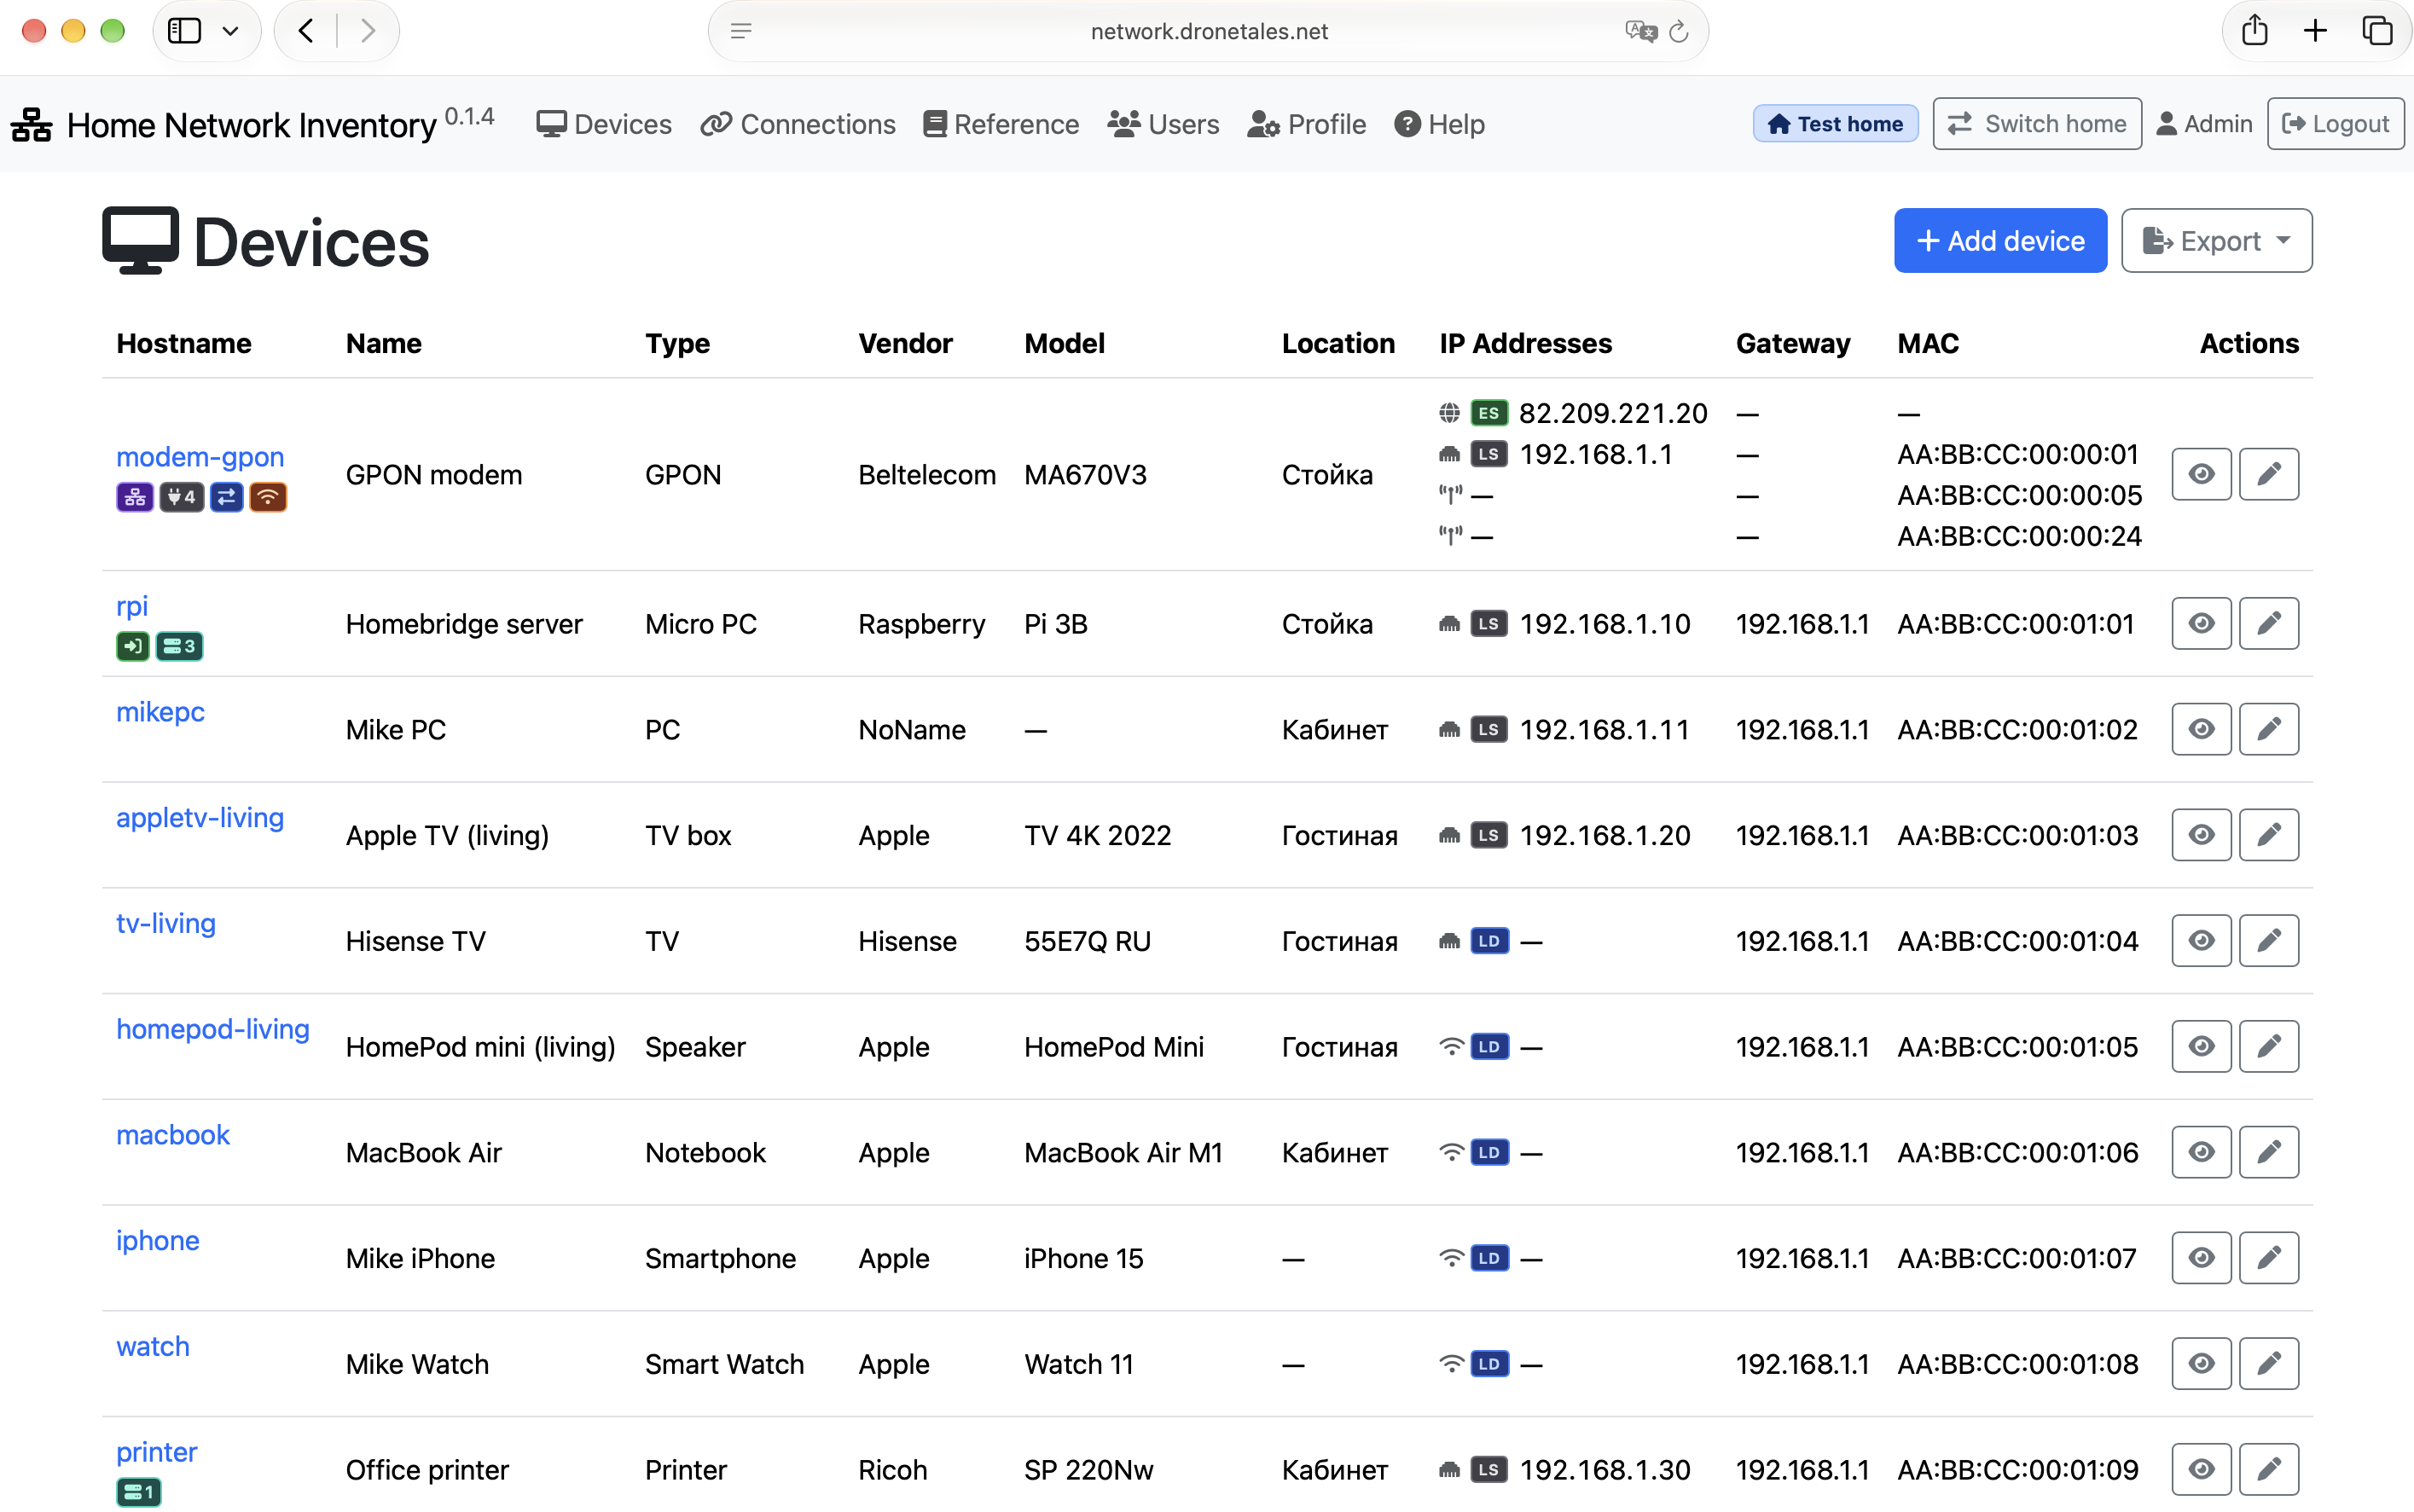 network.dronetales.net
Home Network Inventory 0.1.4 Devices Connections Reference Users Profile Help Test home Switch home Admin Logout
Devices
+ Add device Export
Hostname Name Type Vendor Model Location IP Addresses Gateway MAC Actions
modem-gpon 4 GPON modem GPON Beltelecom MA670V3 Стойка
ES 82.209.221.20 — —
LS 192.168.1.1 — AA:BB:CC:00:00:01
— — AA:BB:CC:00:00:05
— — AA:BB:CC:00:00:24
rpi 3 Homebridge server Micro PC Raspberry Pi 3B Стойка LS 192.168.1.10 192.168.1.1 AA:BB:CC:00:01:01
mikepc Mike PC PC NoName — Кабинет LS 192.168.1.11 192.168.1.1 AA:BB:CC:00:01:02
appletv-living Apple TV (living) TV box Apple TV 4K 2022 Гостиная LS 192.168.1.20 192.168.1.1 AA:BB:CC:00:01:03
tv-living Hisense TV TV Hisense 55E7Q RU Гостиная LD — 192.168.1.1 AA:BB:CC:00:01:04
homepod-living HomePod mini (living) Speaker Apple HomePod Mini Гостиная LD — 192.168.1.1 AA:BB:CC:00:01:05
macbook MacBook Air Notebook Apple MacBook Air M1 Кабинет LD — 192.168.1.1 AA:BB:CC:00:01:06
iphone Mike iPhone Smartphone Apple iPhone 15 — LD — 192.168.1.1 AA:BB:CC:00:01:07
watch Mike Watch Smart Watch Apple Watch 11 — LD — 192.168.1.1 AA:BB:CC:00:01:08
printer 1 Office printer Printer Ricoh SP 220Nw Кабинет LS 192.168.1.30 192.168.1.1 AA:BB:CC:00:01:09